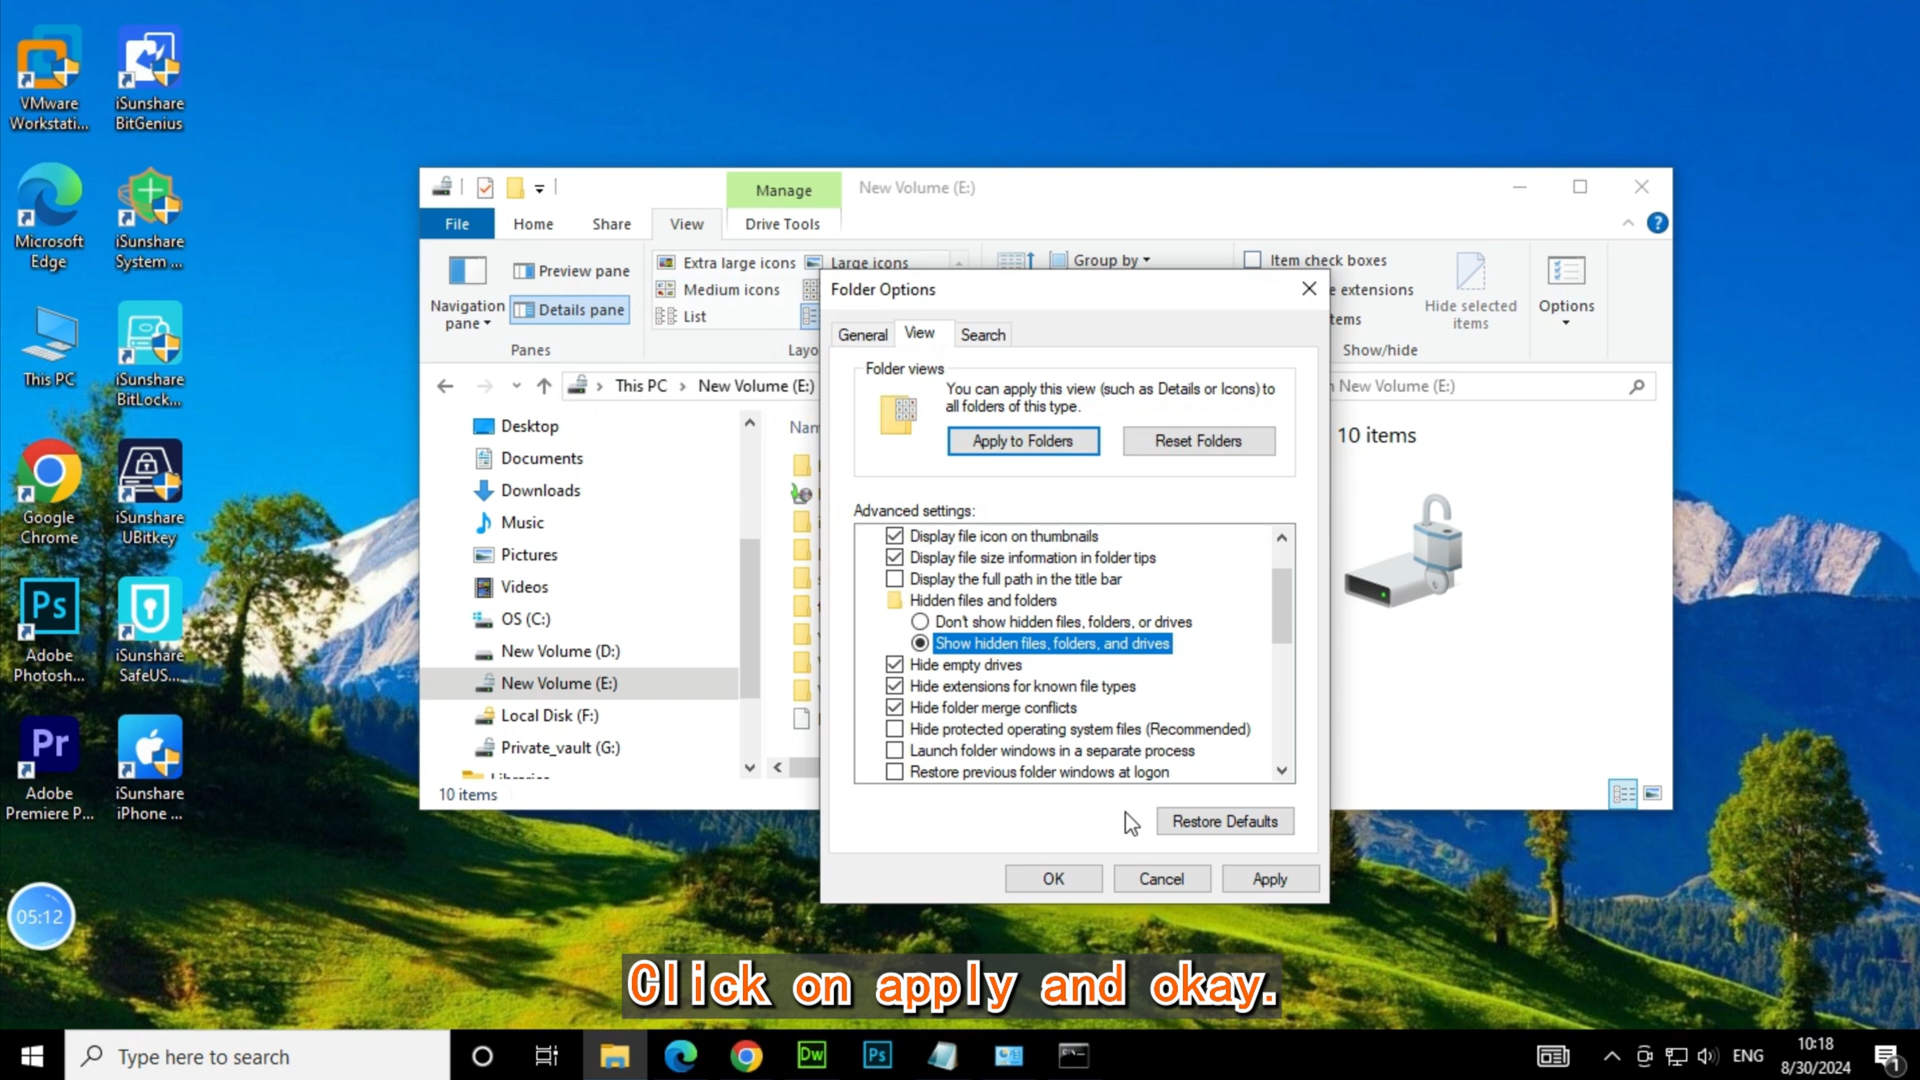 VMware
Workstati...
iSunshare
BitGenius
Microsoft
Edge
iSunshare
System ...
This PC
iSunshare
BitLock...
Google
Chrome
iSunshare
UBitkey
Ps
Adobe
Photosh...
iSunshare
SafeUS...
Pr
Adobe
Premiere P...
iSunshare
iPhone ...
05:12
Manage
New Volume (E:)
File
Home
Share
View
Drive Tools
?
Navigation
pane
Preview pane
Details pane
Panes
Extra large icons
Large icons
Medium icons
List
Layo
Group by
Item check boxes
e extensions
tems
Hide selected
items
Show/hide
Options
This PC
New Volume (E:)
New Volume (E:)
Desktop
Documents
Downloads
Music
Pictures
Videos
OS (C:)
New Volume (D:)
New Volume (E:)
Local Disk (F:)
Private_vault (G:)
10 items
Nam
10 items
Folder Options
General
View
Search
Folder views
You can apply this view (such as Details or Icons) to
all folders of this type.
Apply to Folders
Reset Folders
Advanced settings:
Display file icon on thumbnails
Display file size information in folder tips
Display the full path in the title bar
Hidden files and folders
Don't show hidden files, folders, or drives
Show hidden files, folders, and drives
Hide empty drives
Hide extensions for known file types
Hide folder merge conflicts
Hide protected operating system files (Recommended)
Launch folder windows in a separate process
Restore previous folder windows at logon
Restore Defaults
OK
Cancel
Apply
Click on apply and okay.
Type here to search
Dw
Ps
ENG
10:18
8/30/2024
1